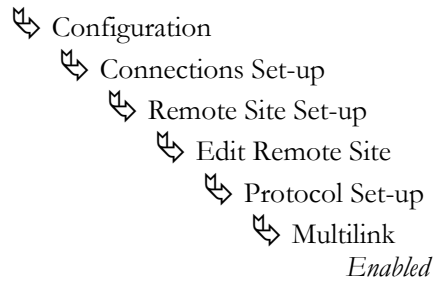 Configuration
Connections Set-up
Remote Site Set-up
Edit Remote Site
Protocol Set-up
Multilink
Enabled